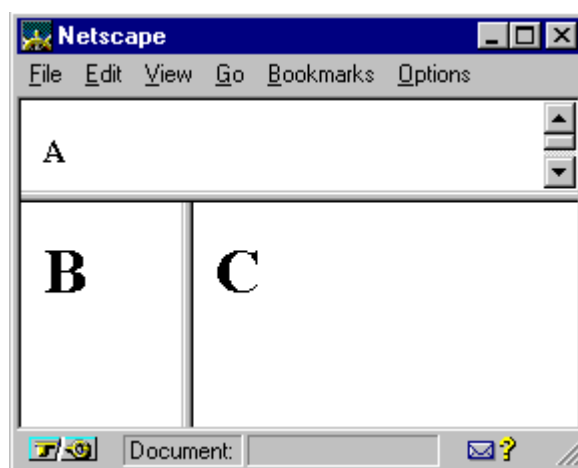 Netscape
File Edit View Go Bookmarks Options
A
B C
Document: ?